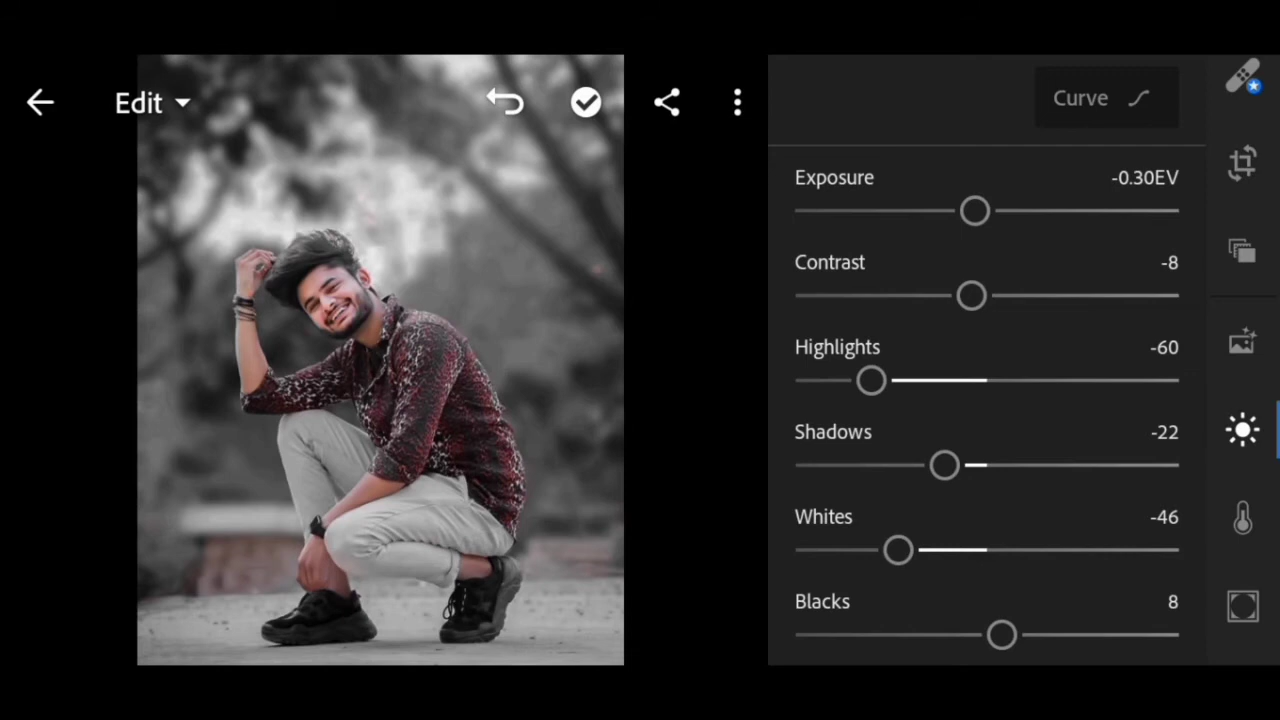 Edit
Curve
Exposure -0.30EV
Contrast -8
Highlights -60
Shadows -22
Whites -46
Blacks 8